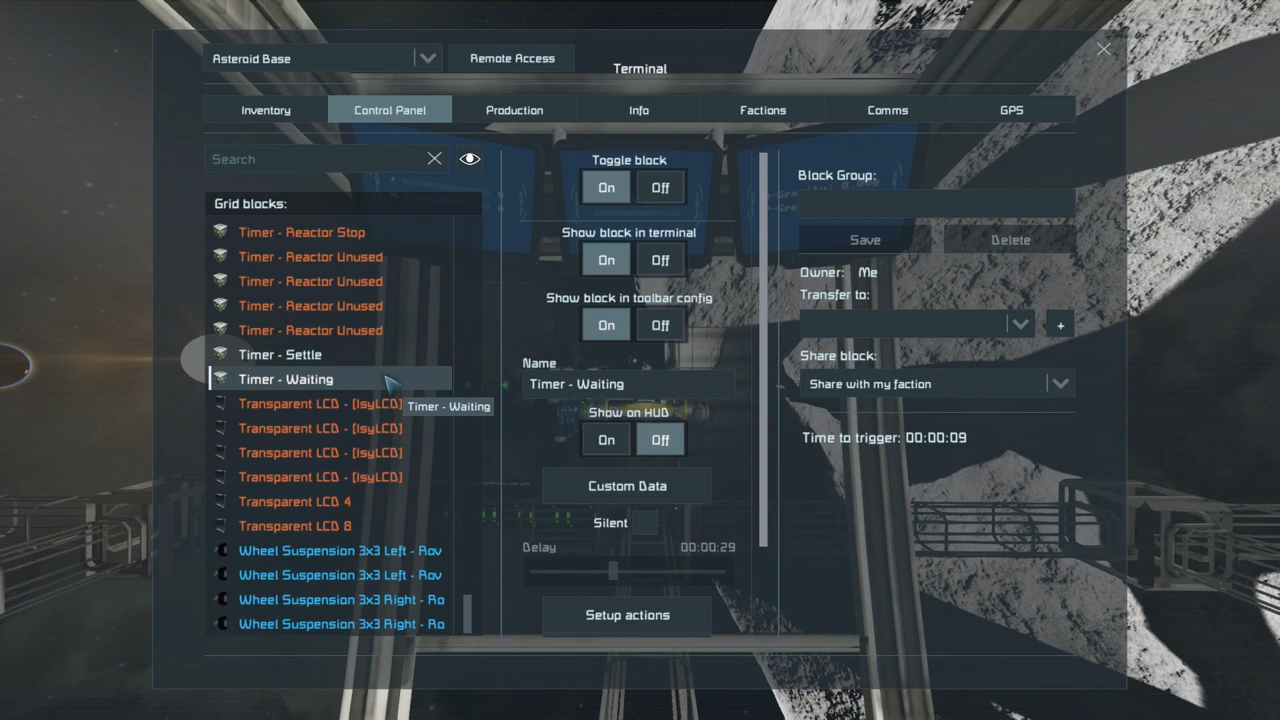 Asteroid Base
Remote Access
Terminal
Inventory
Control Panel
Production
Info
Factions
Comms
GPS
Search
Grid blocks:
Timer - Reactor Stop
Timer - Reactor Unused
Timer - Reactor Unused
Timer - Reactor Unused
Timer - Reactor Unused
Timer - Settle
Timer - Waiting
Transparent LCD - [IsyLCD]
Timer - Waiting
Transparent LCD - [IsyLCD]
Transparent LCD - [IsyLCD]
Transparent LCD - [IsyLCD]
Transparent LCD 4
Transparent LCD 8
Wheel Suspension 3x3 Left - Rov
Wheel Suspension 3x3 Left - Rov
Wheel Suspension 3x3 Right - Ro
Wheel Suspension 3x3 Right - Ro
Toggle block
On Off
Show block in terminal
On Off
Show block in toolbar config
On Off
Name
Timer - Waiting
Show on HUD
On Off
Custom Data
Silent
Delay 00:00:29
Setup actions
Block Group:
Save Delete
Owner: Me
Transfer to:
+
Share block:
Share with my faction
Time to trigger: 00:00:09